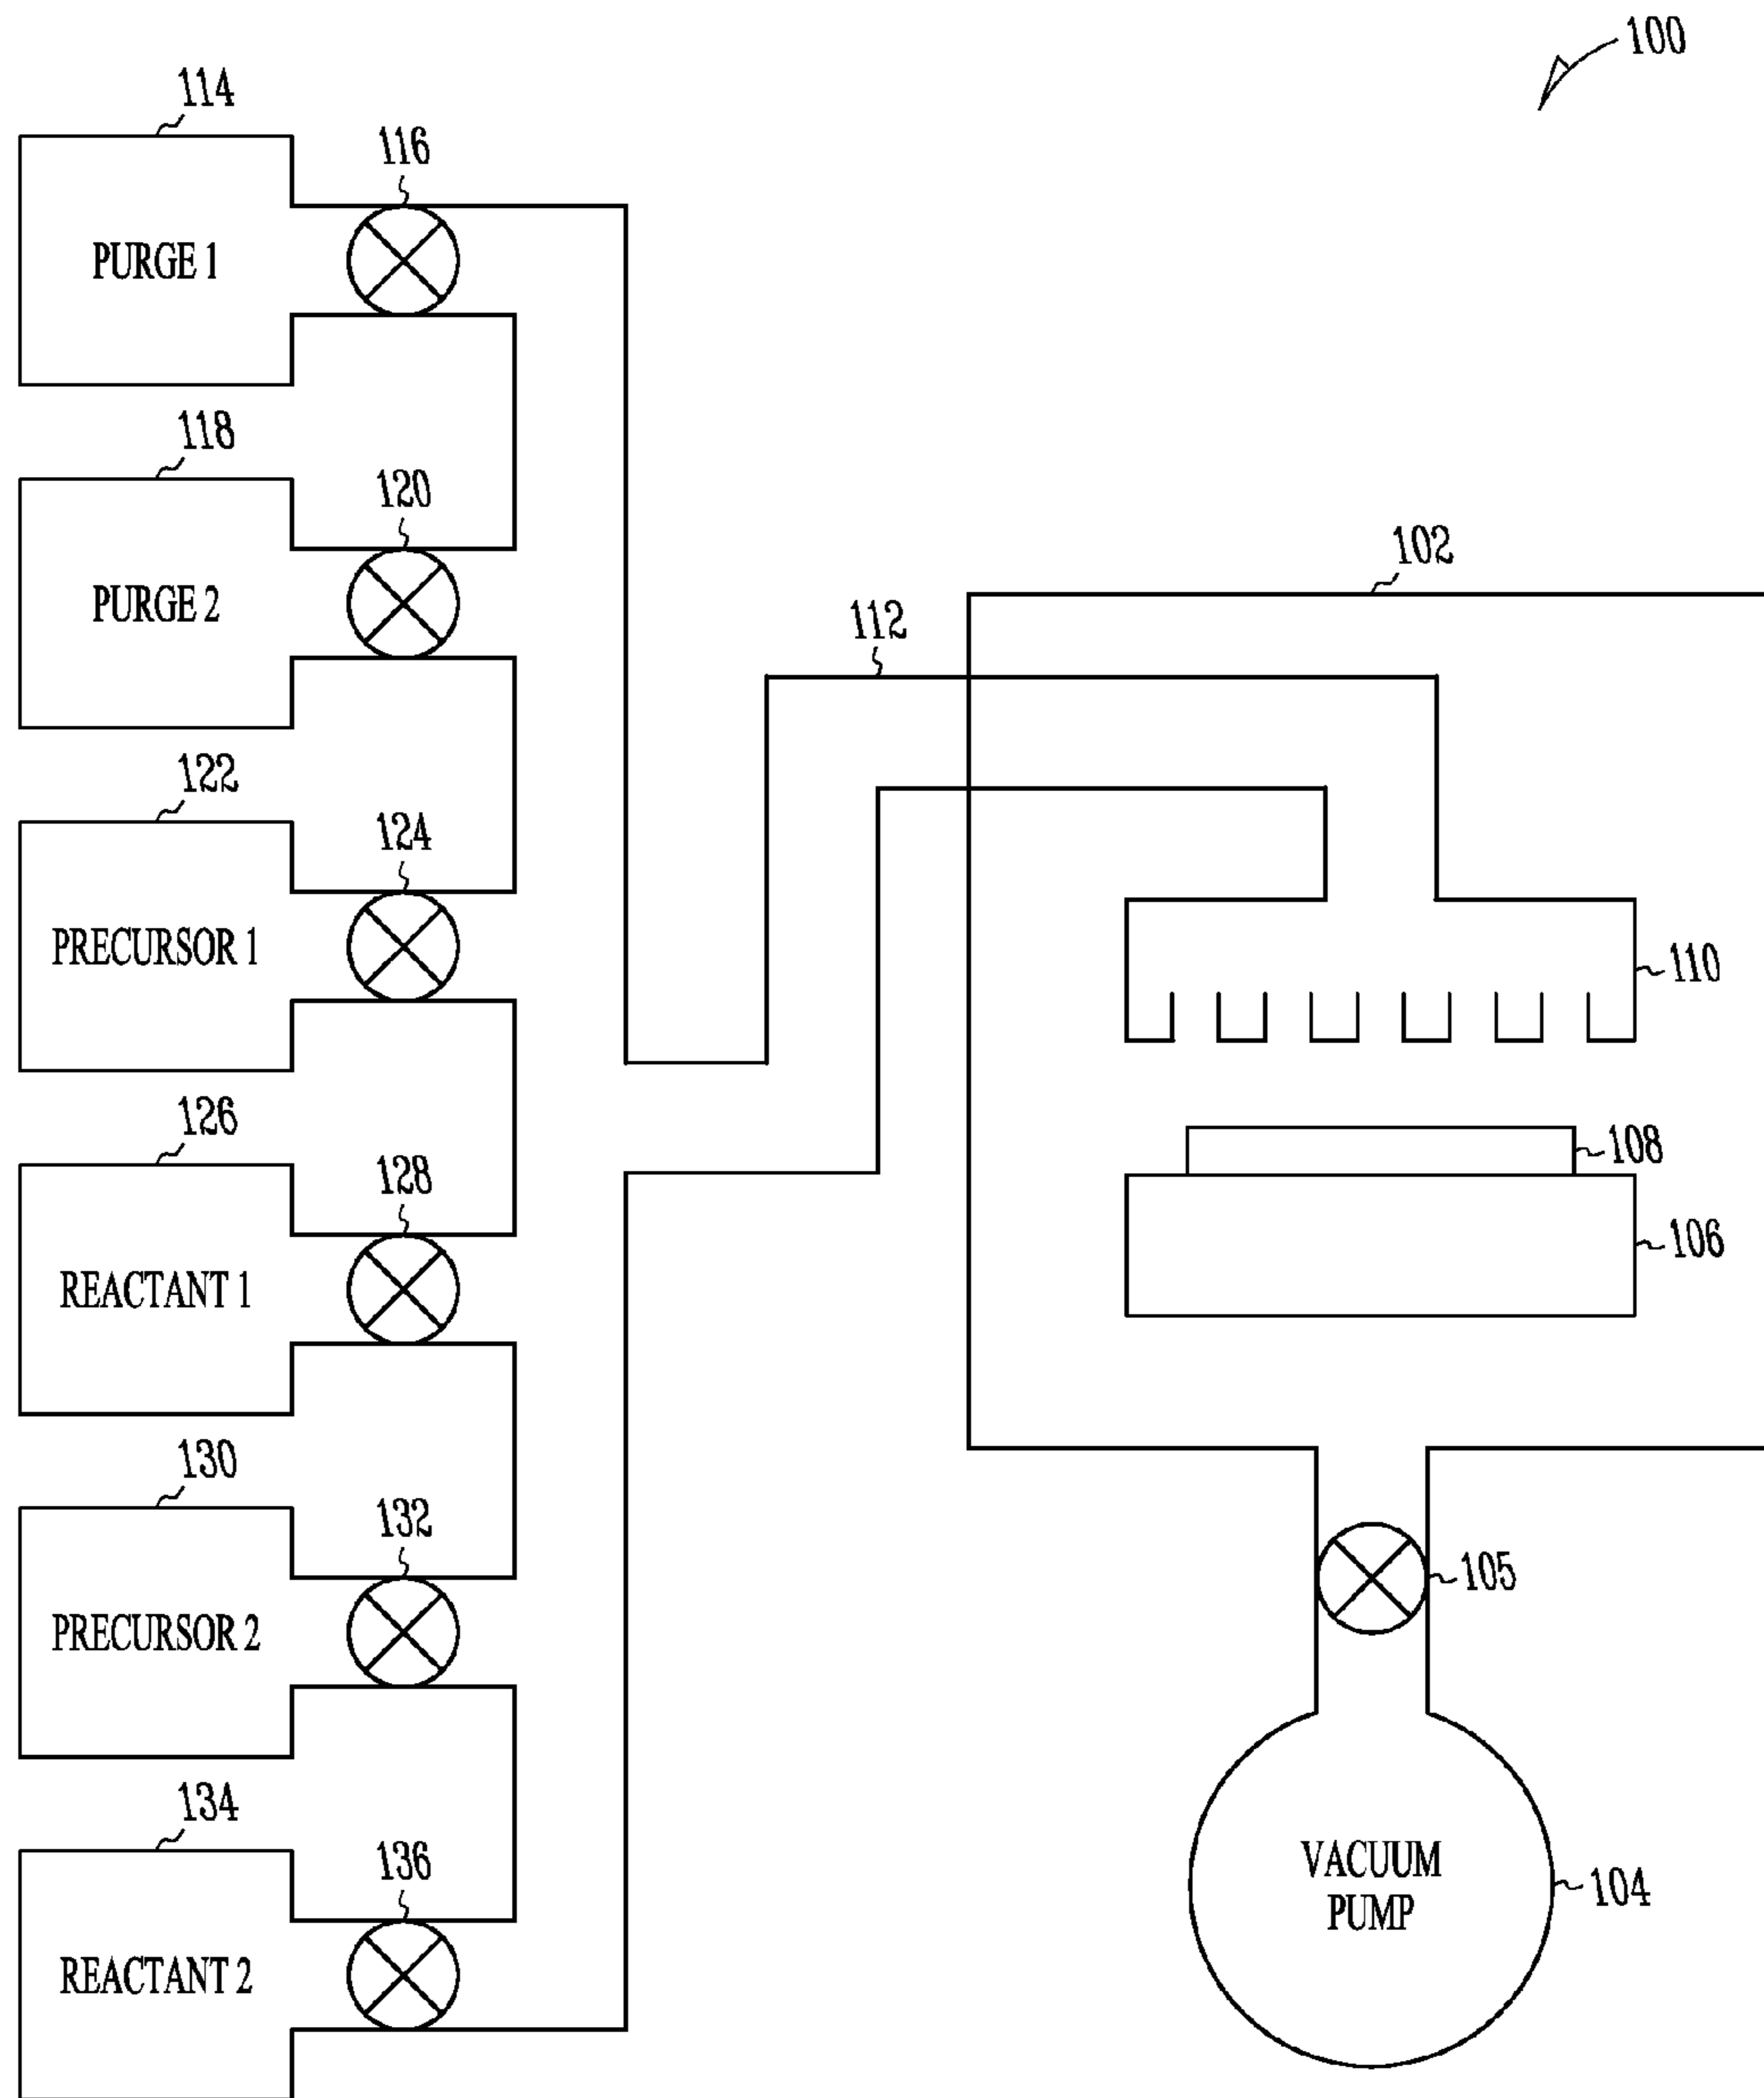 100
114
116
PURGE 1
118
120
PURGE 2
102
112
122
124
PRECURSOR 1
110
126
128
REACTANT 1
108
106
130
132
PRECURSOR 2
105
134
136
REACTANT 2
VACUUM
PUMP
104